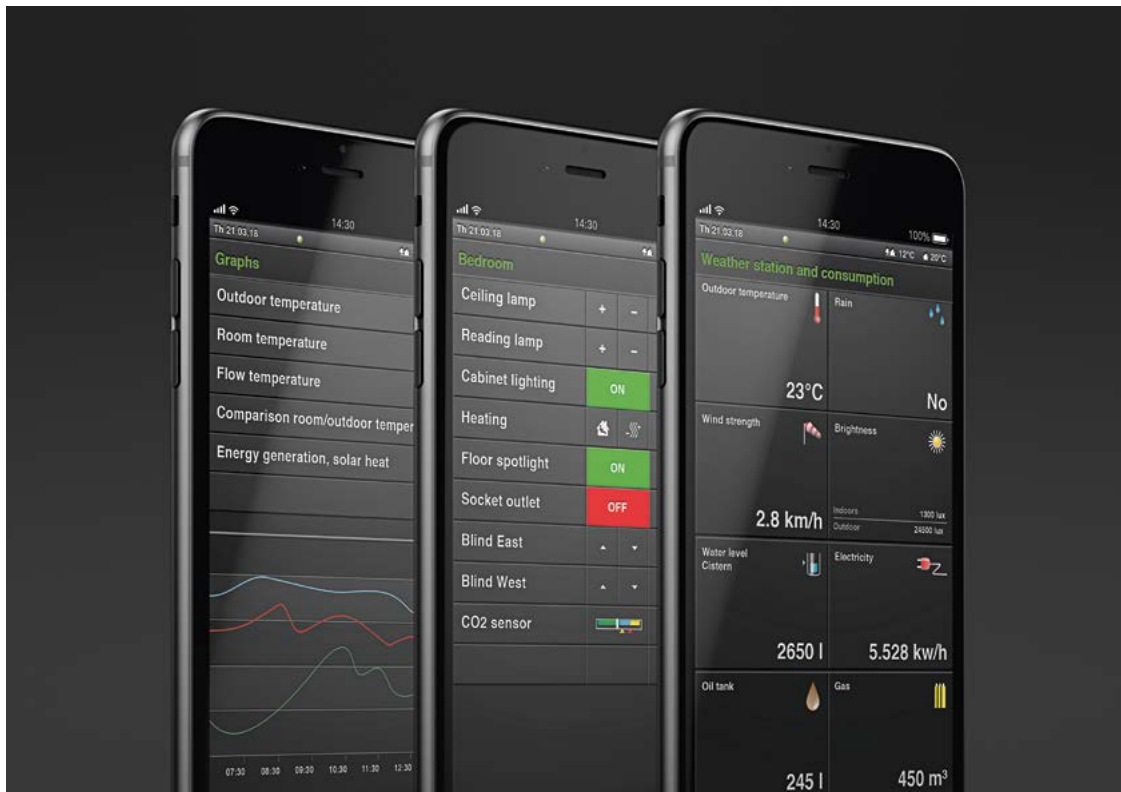 14:30
Th 21.03.18
Graphs
Outdoor temperature
Room temperature
Flow temperature
Comparison room/outdoor temper
Energy generation, solar heat
07:30 08:30 09:30 10:30 11:30 12:30
14:30
Th 21.03.18
Bedroom
Ceiling lamp + -
Reading lamp + -
Cabinet lighting ON
Heating
Floor spotlight ON
Socket outlet OFF
Blind East
Blind West
CO2 sensor
14:30 100%
Th 21.03.18 12°C 20°C
Weather station and consumption
Outdoor temperature
23°C
Rain
No
Wind strength
2.8 km/h
Brightness
Indoors 1300 lux
Outdoor 24500 lux
Water level
Cistern
2650 l
Electricity
5.528 kw/h
Oil tank
245 l
Gas
450 m³